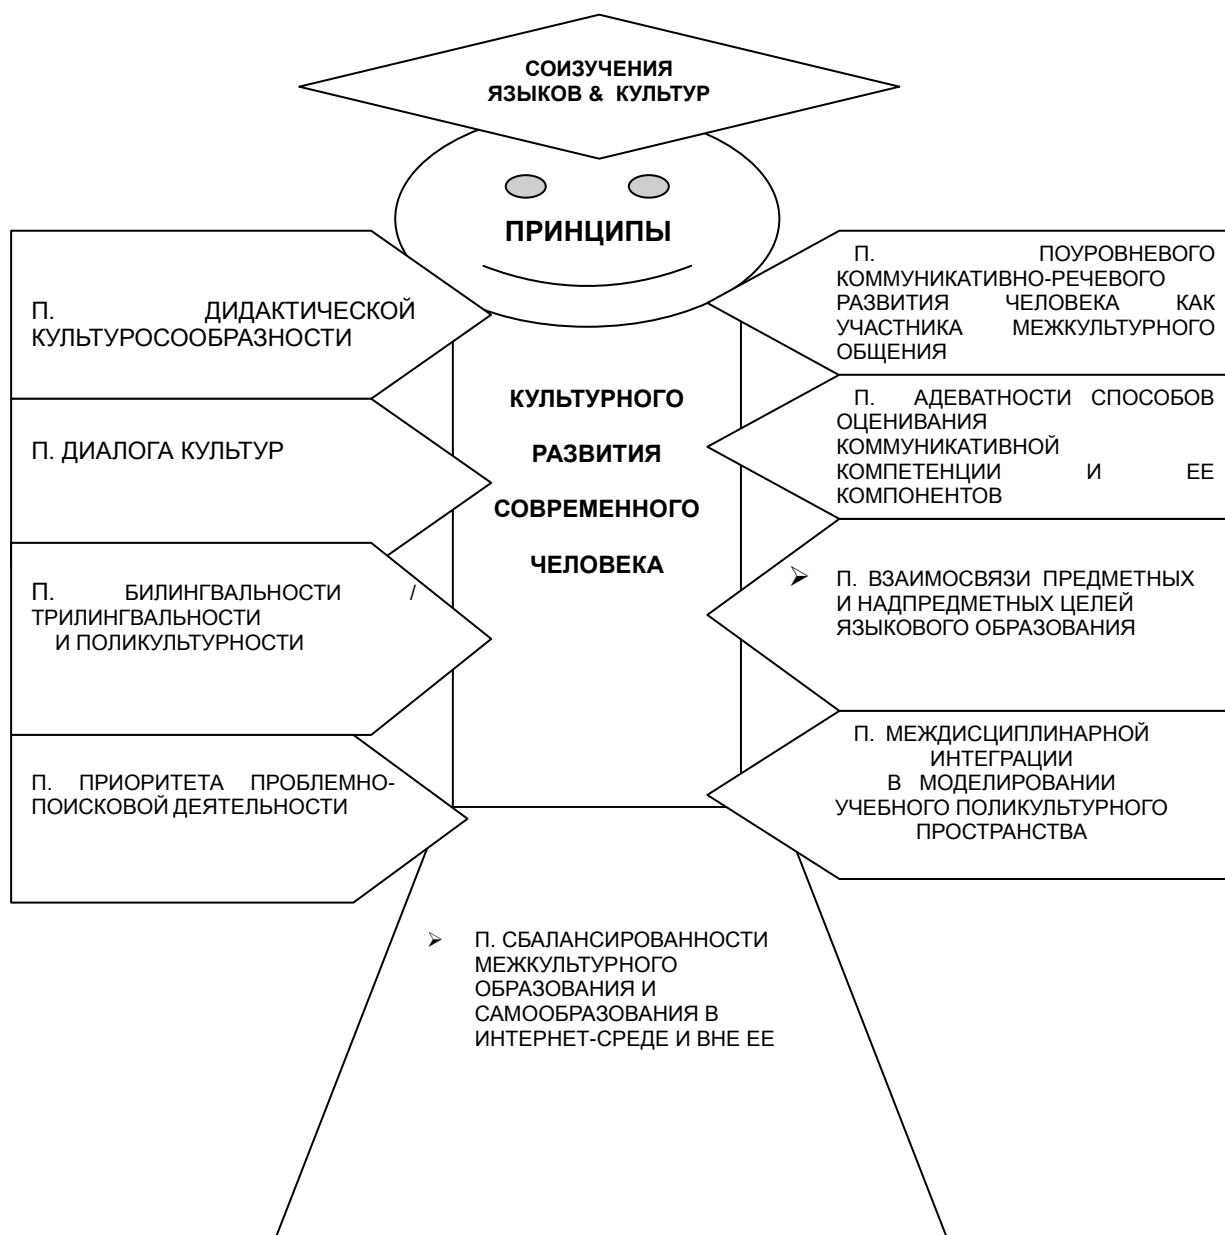 СОИЗУЧЕНИЯ
ЯЗЫКОВ & КУЛЬТУР
ПРИНЦИПЫ
П. ДИДАКТИЧЕСКОЙ
КУЛЬТУРОСООБРАЗНОСТИ
П. ДИАЛОГА КУЛЬТУР
П. БИЛИНГВАЛЬНОСТИ /
ТРИЛИНГВАЛЬНОСТИ
И ПОЛИКУЛЬТУРНОСТИ
П. ПРИОРИТЕТА ПРОБЛЕМНО-
ПОИСКОВОЙ ДЕЯТЕЛЬНОСТИ
КУЛЬТУРНОГО
РАЗВИТИЯ
СОВРЕМЕННОГО
ЧЕЛОВЕКА
П. ПОУРОВНЕВОГО
КОММУНИКАТИВНО-РЕЧЕВОГО
РАЗВИТИЯ ЧЕЛОВЕКА КАК
УЧАСТНИКА МЕЖКУЛЬТУРНОГО
ОБЩЕНИЯ
П. АДЕВАТНОСТИ СПОСОБОВ
ОЦЕНИВАНИЯ
КОММУНИКАТИВНОЙ
КОМПЕТЕНЦИИ И ЕЕ
КОМПОНЕНТОВ
➢ П. ВЗАИМОСВЯЗИ ПРЕДМЕТНЫХ
И НАДПРЕДМЕТНЫХ ЦЕЛЕЙ
ЯЗЫКОВОГО ОБРАЗОВАНИЯ
П. МЕЖДИСЦИПЛИНАРНОЙ
ИНТЕГРАЦИИ
В МОДЕЛИРОВАНИИ
УЧЕБНОГО ПОЛИКУЛЬТУРНОГО
ПРОСТРАНСТВА
➢ П. СБАЛАНСИРОВАННОСТИ
МЕЖКУЛЬТУРНОГО
ОБРАЗОВАНИЯ И
САМООБРАЗОВАНИЯ В
ИНТЕРНЕТ-СРЕДЕ И ВНЕ ЕЕ